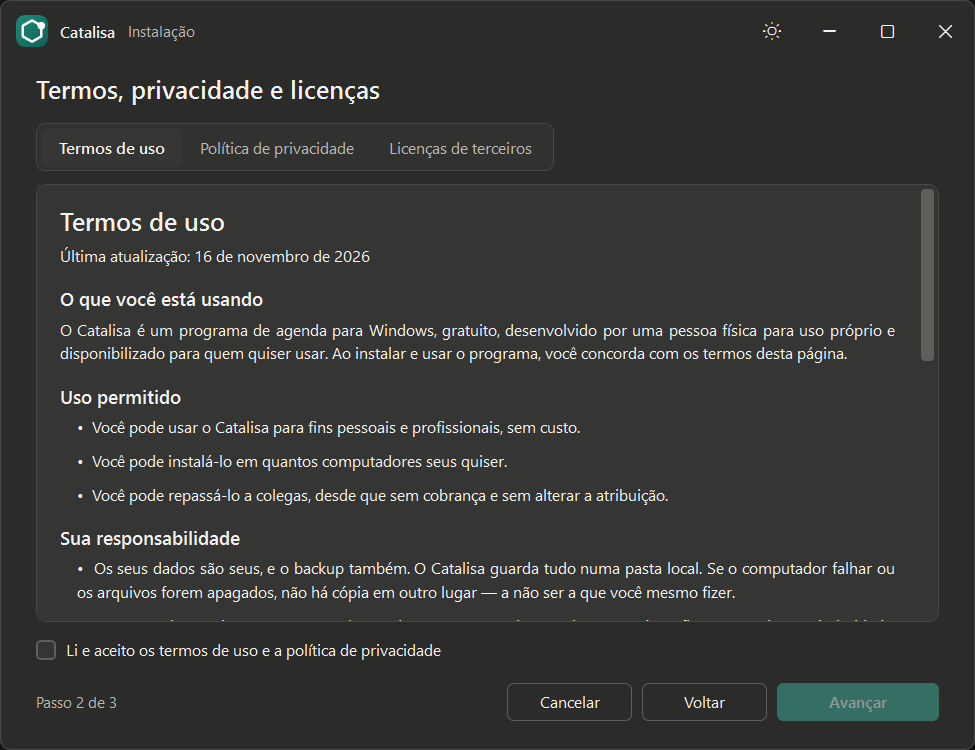 Catalisa Instalação
Termos, privacidade e licenças
Termos de uso Política de privacidade Licenças de terceiros
Termos de uso
Última atualização: 16 de novembro de 2026
O que você está usando
O Catalisa é um programa de agenda para Windows, gratuito, desenvolvido por uma pessoa física para uso próprio e
disponibilizado para quem quiser usar. Ao instalar e usar o programa, você concorda com os termos desta página.
Uso permitido
• Você pode usar o Catalisa para fins pessoais e profissionais, sem custo.
• Você pode instalá-lo em quantos computadores seus quiser.
• Você pode repassá-lo a colegas, desde que sem cobrança e sem alterar a atribuição.
Sua responsabilidade
• Os seus dados são seus, e o backup também. O Catalisa guarda tudo numa pasta local. Se o computador falhar ou
os arquivos forem apagados, não há cópia em outro lugar — a não ser a que você mesmo fizer.
Li e aceito os termos de uso e a política de privacidade
Passo 2 de 3
Cancelar Voltar Avançar